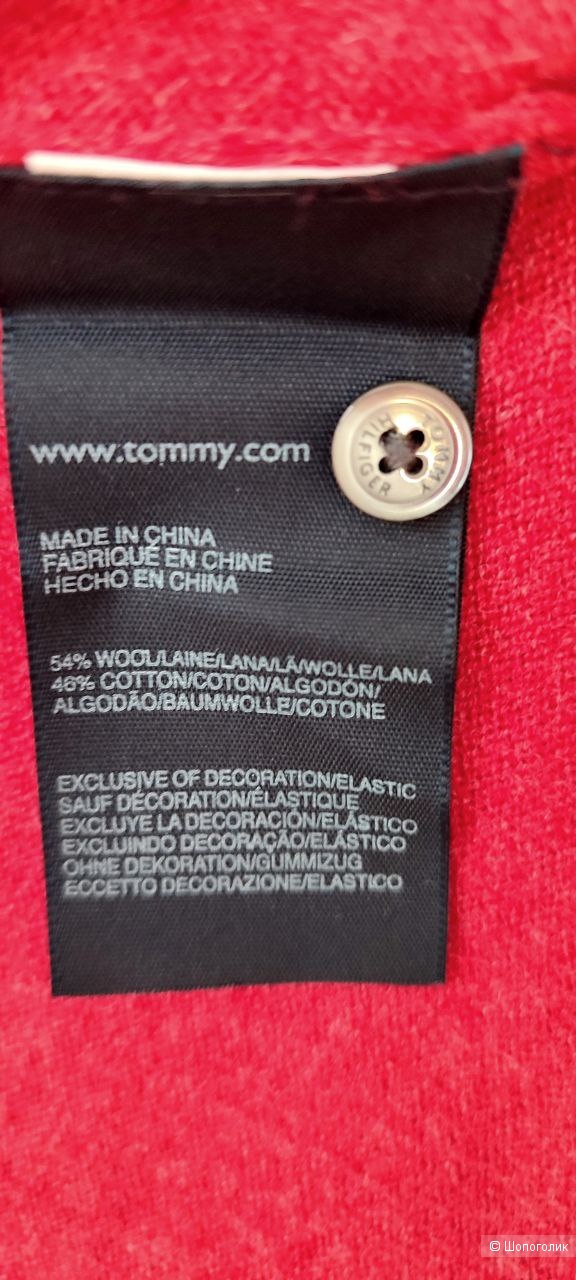 www.tommy.com
TOMMY HILFIGER
MADE IN CHINA
FABRIQUÉ EN CHINE
HECHO EN CHINA
54% WOOL/LAINE/LANA/LÃ/WOLLE/LANA
46% COTTON/COTON/ALGODÓN/
ALGODÃO/BAUMWOLLE/COTONE
EXCLUSIVE OF DECORATION/ELASTIC
SAUF DÉCORATION/ÉLASTIQUE
EXCLUYE LA DECORACIÓN/ELÁSTICO
EXCLUINDO DECORAÇÃO/ELÁSTICO
OHNE DEKORATION/GUMMIZUG
ECCETTO DECORAZIONE/ELASTICO
© Шопоголик